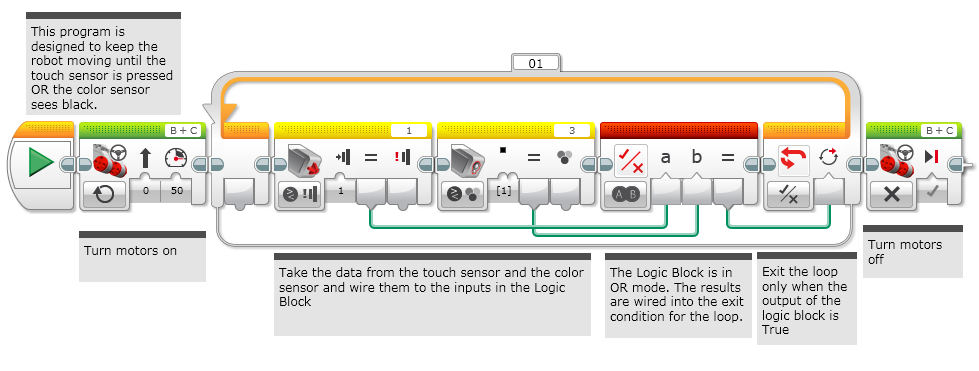 This program is
designed to keep the
robot moving until the
touch sensor is pressed
OR the color sensor
sees black.
01
B + C
1
3
B + C
a b =
=
=
0 50
1
[1]
A B
Turn motors on
Take the data from the touch sensor and the color
sensor and wire them to the inputs in the Logic
Block
The Logic Block is in
OR mode. The results
are wired into the exit
condition for the loop.
Exit the loop
only when the
output of the
logic block is
True
Turn motors
off